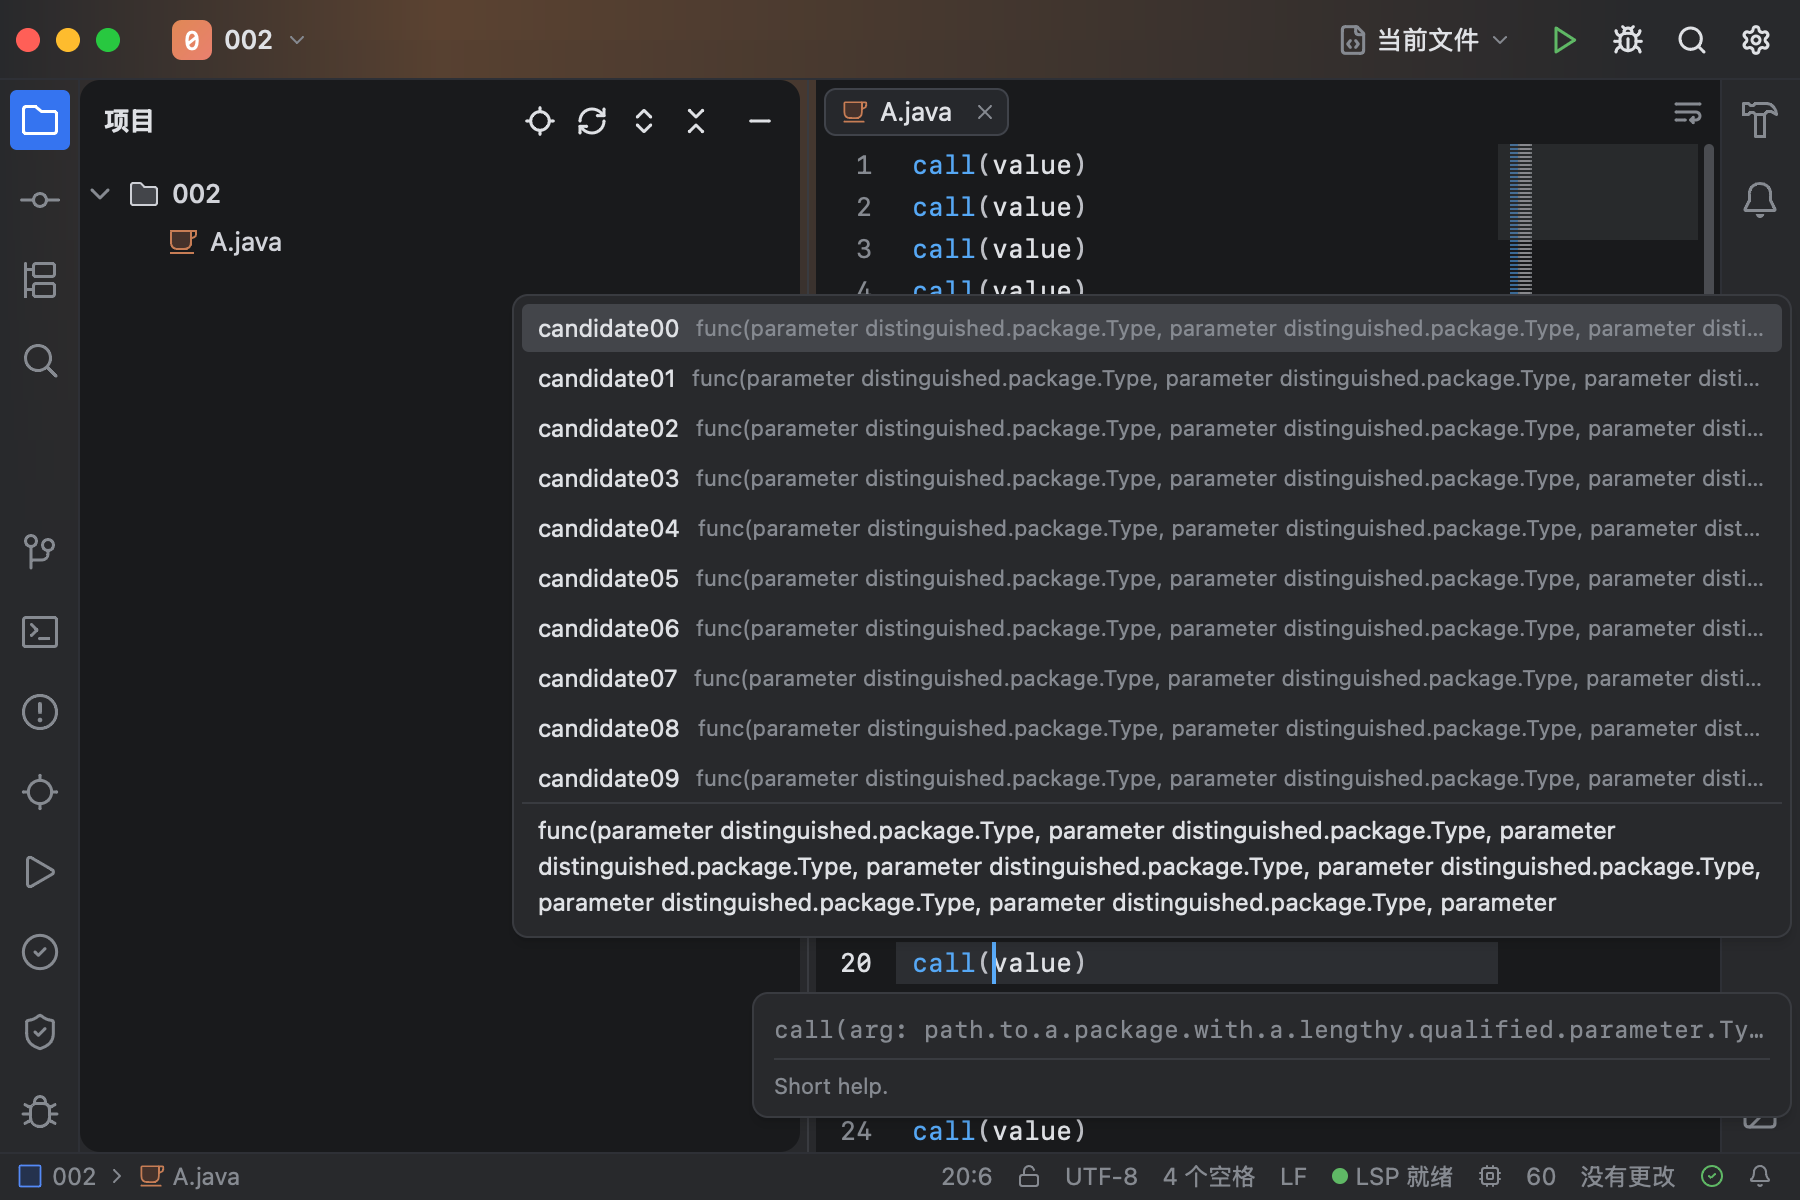 0 002
当前文件
项目
002
A.java
A.java
1 call(value)
2 call(value)
3 call(value)
4 call(value)
candidate00 func(parameter distinguished.package.Type, parameter distinguished.package.Type, parameter disti...
candidate01 func(parameter distinguished.package.Type, parameter distinguished.package.Type, parameter disti...
candidate02 func(parameter distinguished.package.Type, parameter distinguished.package.Type, parameter disti...
candidate03 func(parameter distinguished.package.Type, parameter distinguished.package.Type, parameter disti...
candidate04 func(parameter distinguished.package.Type, parameter distinguished.package.Type, parameter dist...
candidate05 func(parameter distinguished.package.Type, parameter distinguished.package.Type, parameter disti...
candidate06 func(parameter distinguished.package.Type, parameter distinguished.package.Type, parameter disti...
candidate07 func(parameter distinguished.package.Type, parameter distinguished.package.Type, parameter disti...
candidate08 func(parameter distinguished.package.Type, parameter distinguished.package.Type, parameter dist...
candidate09 func(parameter distinguished.package.Type, parameter distinguished.package.Type, parameter disti...
func(parameter distinguished.package.Type, parameter distinguished.package.Type, parameter
distinguished.package.Type, parameter distinguished.package.Type, parameter distinguished.package.Type,
parameter distinguished.package.Type, parameter distinguished.package.Type, parameter
20 call(value)
call(arg: path.to.a.package.with.a.lengthy.qualified.parameter.Ty…
Short help.
24 call(value)
002 > A.java 20:6 UTF-8 4 个空格 LF LSP 就绪 60 没有更改